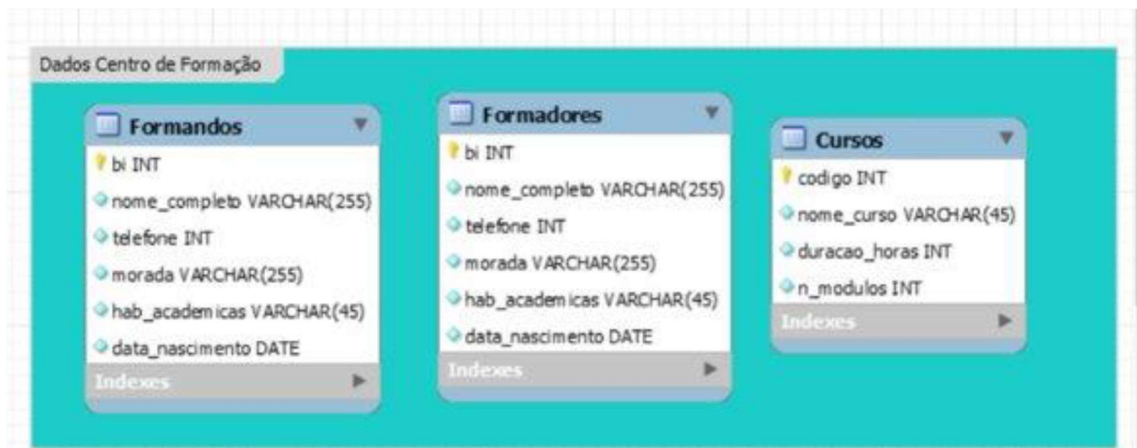 Dados Centro de Formação
Formandos
bi INT
nome_completo VARCHAR(255)
telefone INT
morada VARCHAR(255)
hab_academicas VARCHAR(45)
data_nascimento DATE
Indexes
Formadores
bi INT
nome_completo VARCHAR(255)
telefone INT
morada VARCHAR(255)
hab_academicas VARCHAR(45)
data_nascimento DATE
Indexes
Cursos
codigo INT
nome_curso VARCHAR(45)
duracao_horas INT
n_modulos INT
Indexes